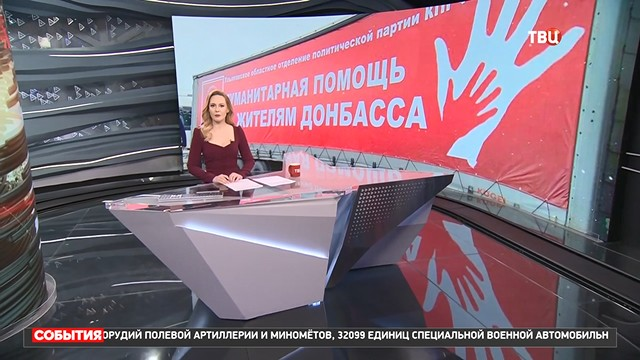 ТВЦ
областное отделение политической партии
ГУМАНИТАРНАЯ ПОМОЩЬ
ЖИТЕЛЯМ ДОНБАССА
СОБЫТИЯ
ОРУДИЙ ПОЛЕВОЙ АРТИЛЛЕРИИ И МИНОМЁТОВ, 32099 ЕДИНИЦ СПЕЦИАЛЬНОЙ ВОЕННОЙ АВТОМОБИЛЬН